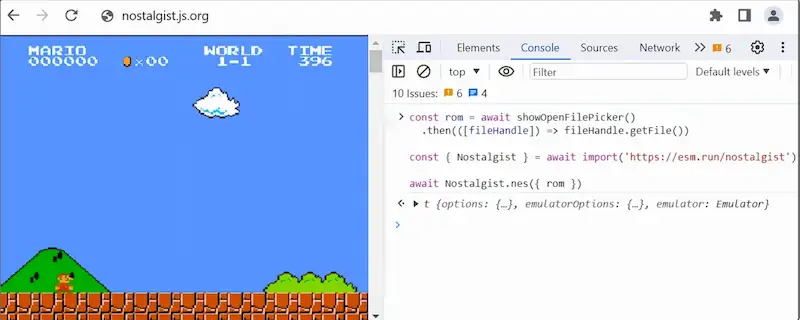 nostalgist.js.org
MARIO WORLD TIME
000000 ×00 1-1 396
Elements Console Sources Network 6
top Filter Default levels
10 Issues: 6 4
const rom = await showOpenFilePicker()
.then(([fileHandle]) => fileHandle.getFile())
const { Nostalgist } = await import('https://esm.run/nostalgist')
await Nostalgist.nes({ rom })
t {options: {…}, emulatorOptions: {…}, emulator: Emulator}